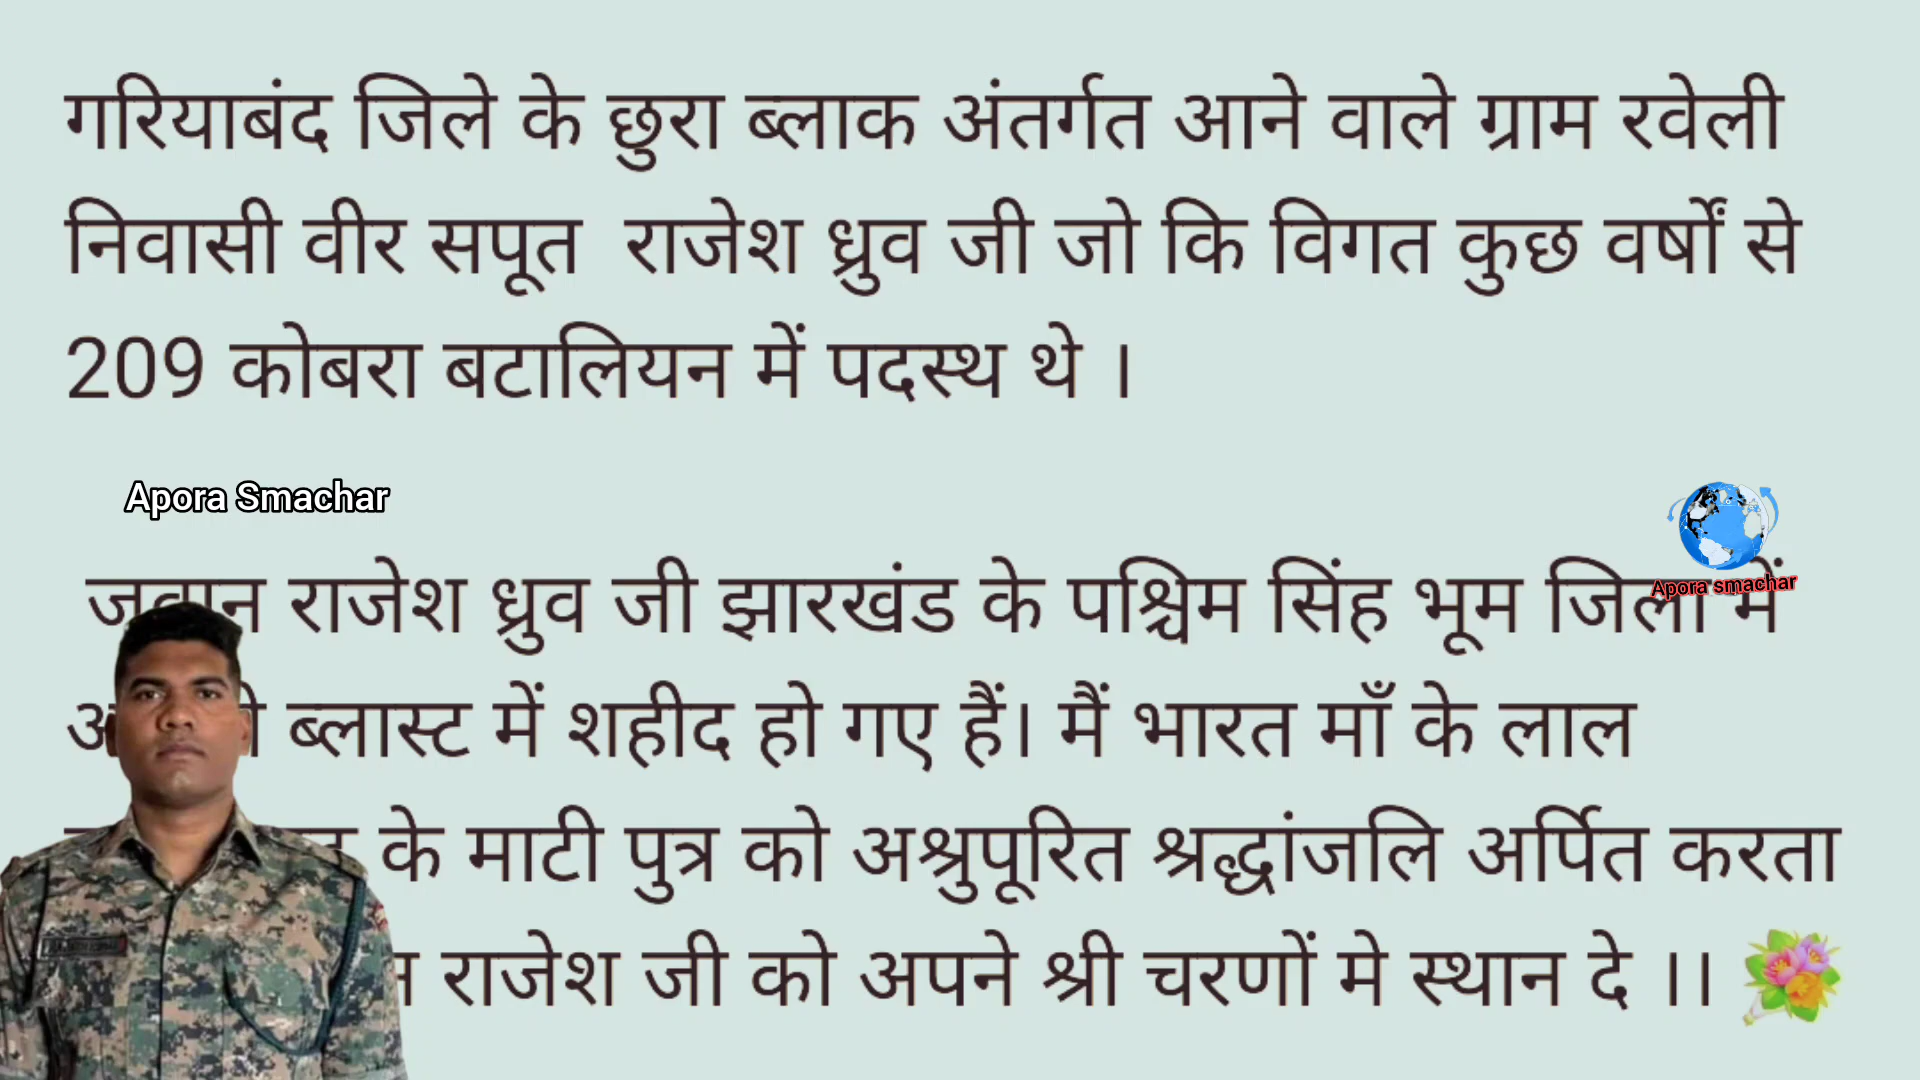 गरियाबंद जिले के छुरा ब्लाक अंतर्गत आने वाले ग्राम रवेली
निवासी वीर सपूत राजेश ध्रुव जी जो कि विगत कुछ वर्षों से
209 कोबरा बटालियन में पदस्थ थे ।
Apora Smachar
Apora smachar
जवान राजेश ध्रुव जी झारखंड के पश्चिम सिंह भूम जिला में
ब्लास्ट में शहीद हो गए हैं। मैं भारत माँ के लाल
के माटी पुत्र को अश्रुपूरित श्रद्धांजलि अर्पित करता
राजेश जी को अपने श्री चरणों मे स्थान दे ।।